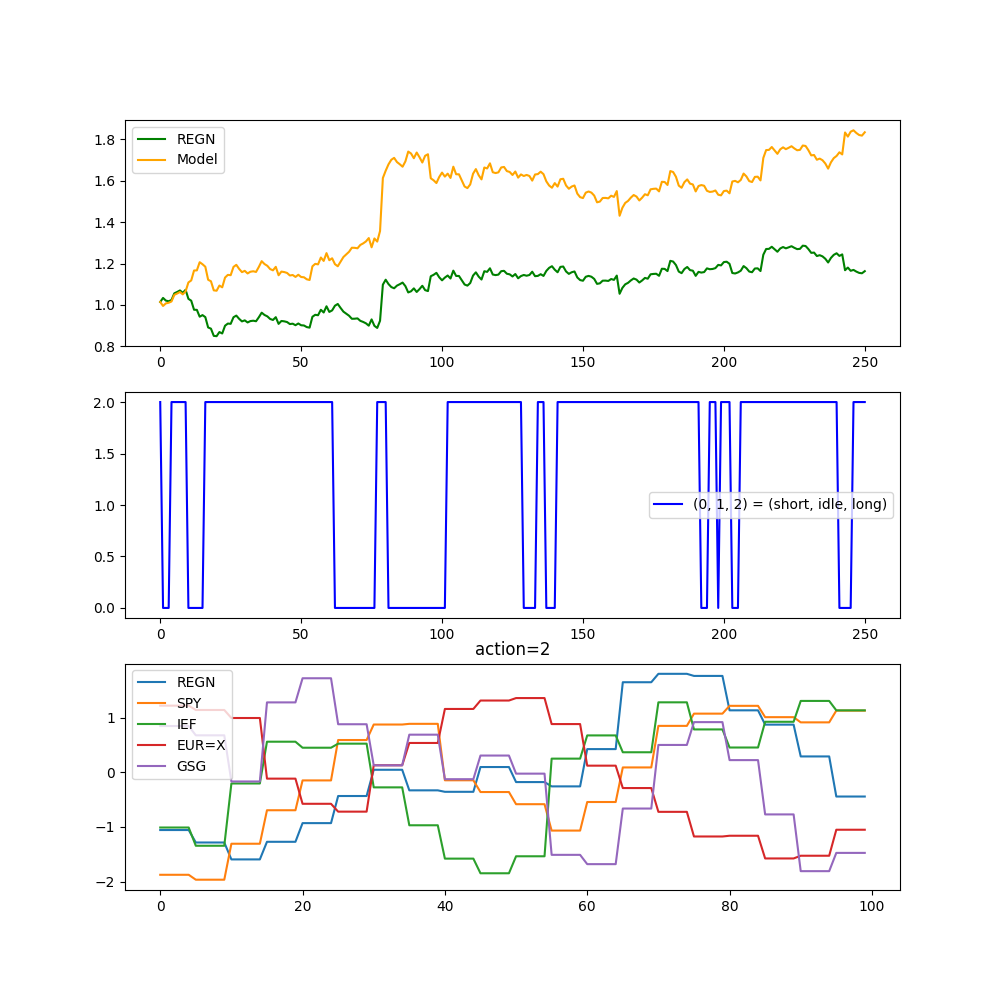 REGN
Model
1.8
1.6
1.4
1.2
1.0
0.8
0 50 100 150 200 250
2.0
1.5
1.0
0.5
0.0
(0, 1, 2) = (short, idle, long)
0 50 100 150 200 250
action=2
REGN
SPY
IEF
EUR=X
GSG
1
0
−1
−2
0 20 40 60 80 100